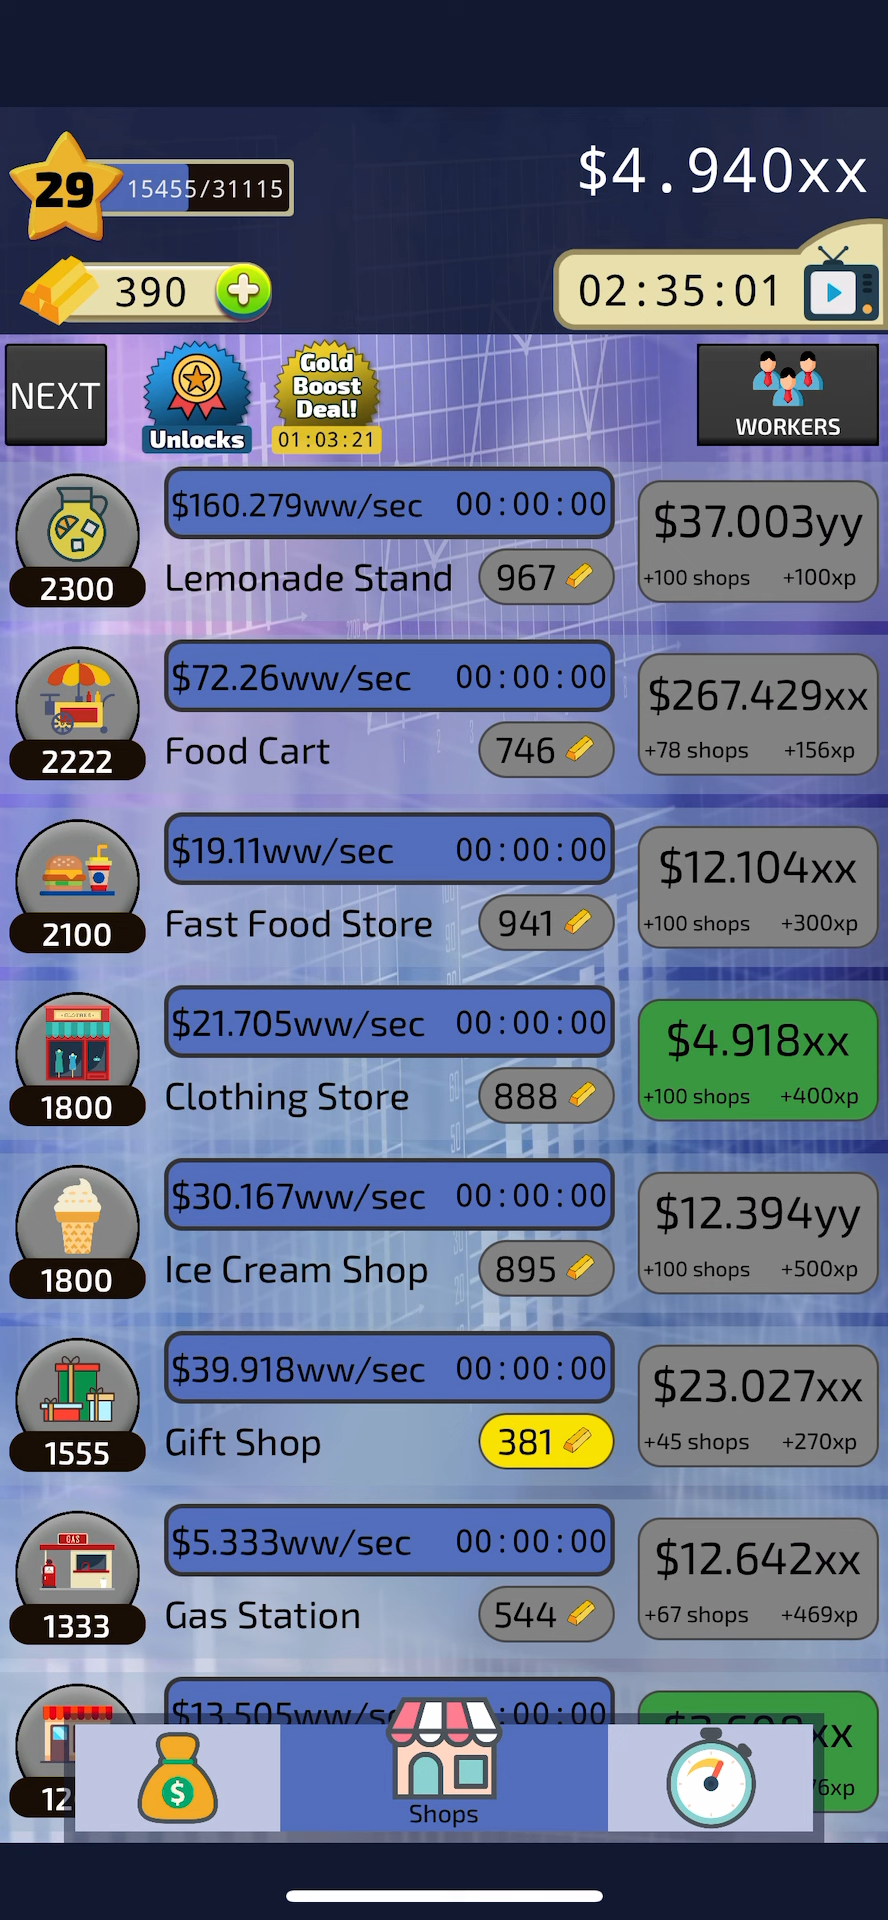 29
15455/31115
$4.940xx
390
02:35:01
NEXT
Unlocks
Gold
Boost
Deal!
01:03:21
WORKERS
$160.279ww/sec 00:00:00
$37.003yy
2300
Lemonade Stand 967
+100 shops +100xp
$72.26ww/sec 00:00:00
$267.429xx
2222
Food Cart 746
+78 shops +156xp
$19.11ww/sec 00:00:00
$12.104xx
2100
Fast Food Store 941
+100 shops +300xp
$21.705ww/sec 00:00:00
$4.918xx
1800
Clothing Store 888
+100 shops +400xp
$30.167ww/sec 00:00:00
$12.394yy
1800
Ice Cream Shop 895
+100 shops +500xp
$39.918ww/sec 00:00:00
$23.027xx
1555
Gift Shop 381
+45 shops +270xp
GAS
$5.333ww/sec 00:00:00
$12.642xx
1333
Gas Station 544
+67 shops +469xp
$13.505ww/s :00:00
Shops